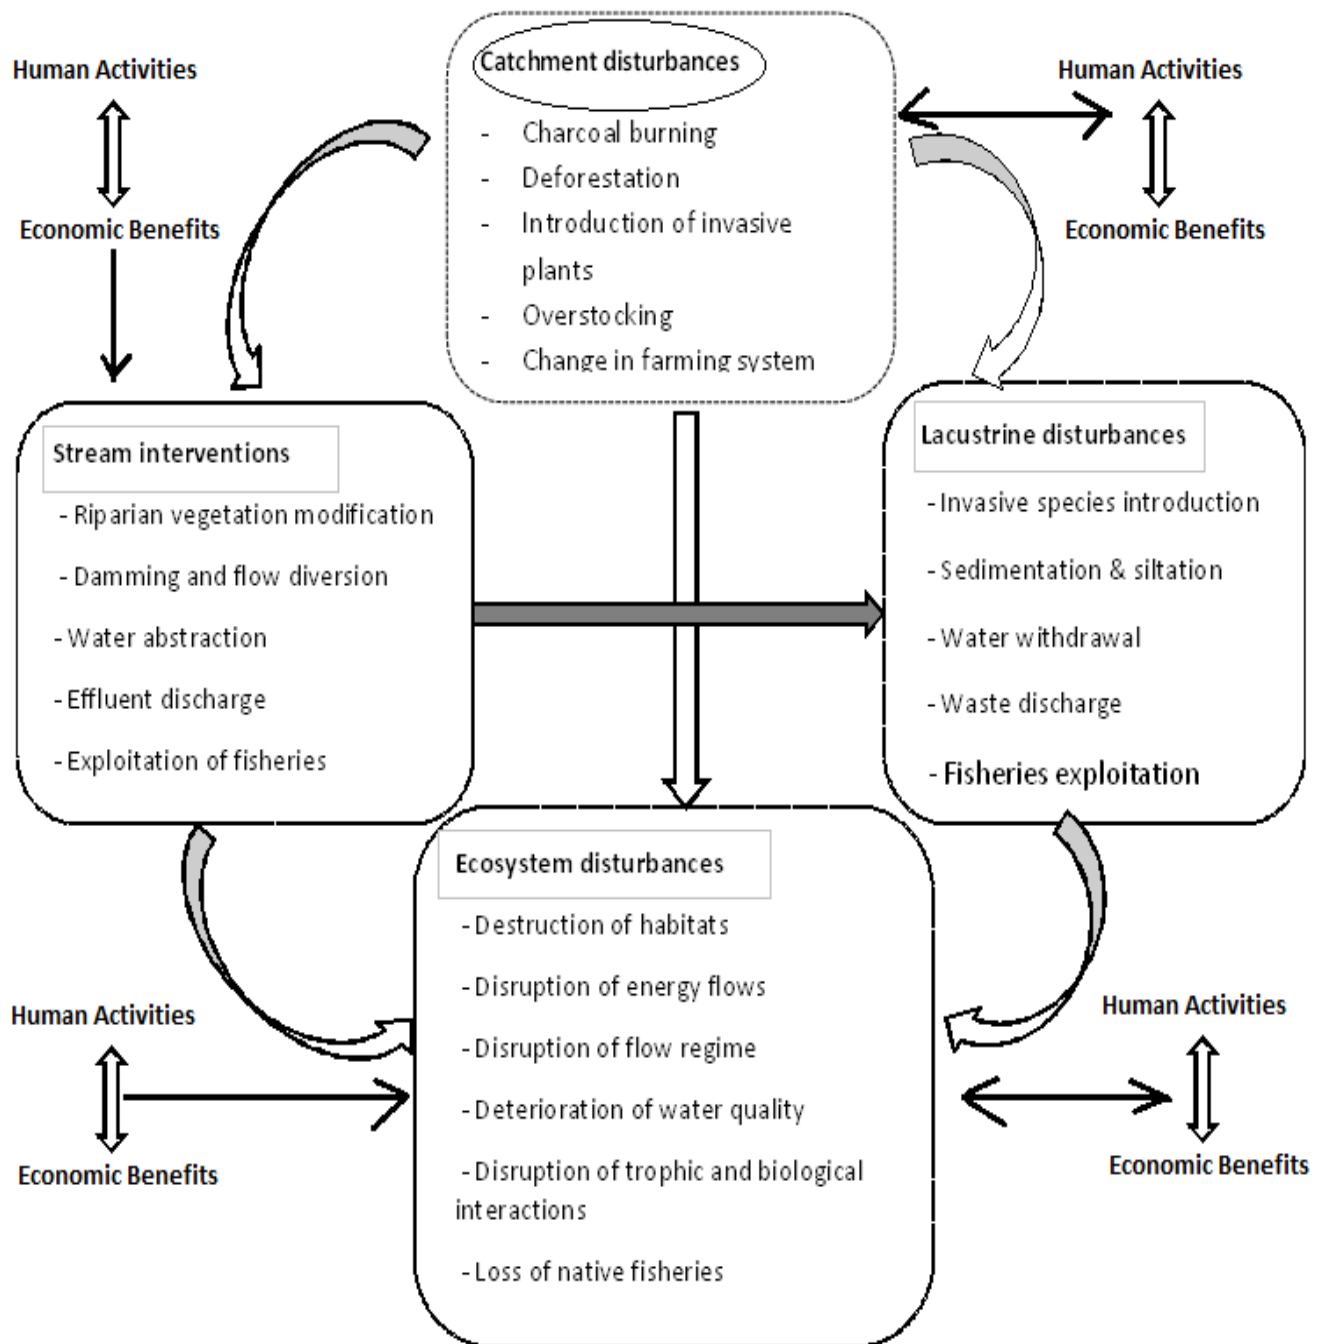 Human Activities
Economic Benefits
Catchment disturbances
- Charcoal burning
- Deforestation
- Introduction of invasive
plants
- Overstocking
- Change in farming system
Human Activities
Economic Benefits
Stream interventions
- Riparian vegetation modification
- Damming and flow diversion
- Water abstraction
- Effluent discharge
- Exploitation of fisheries
Lacustrine disturbances
- Invasive species introduction
- Sedimentation & siltation
- Water withdrawal
- Waste discharge
- Fisheries exploitation
Human Activities
Economic Benefits
Ecosystem disturbances
- Destruction of habitats
- Disruption of energy flows
- Disruption of flow regime
- Deterioration of water quality
- Disruption of trophic and biological
interactions
- Loss of native fisheries
Human Activities
Economic Benefits